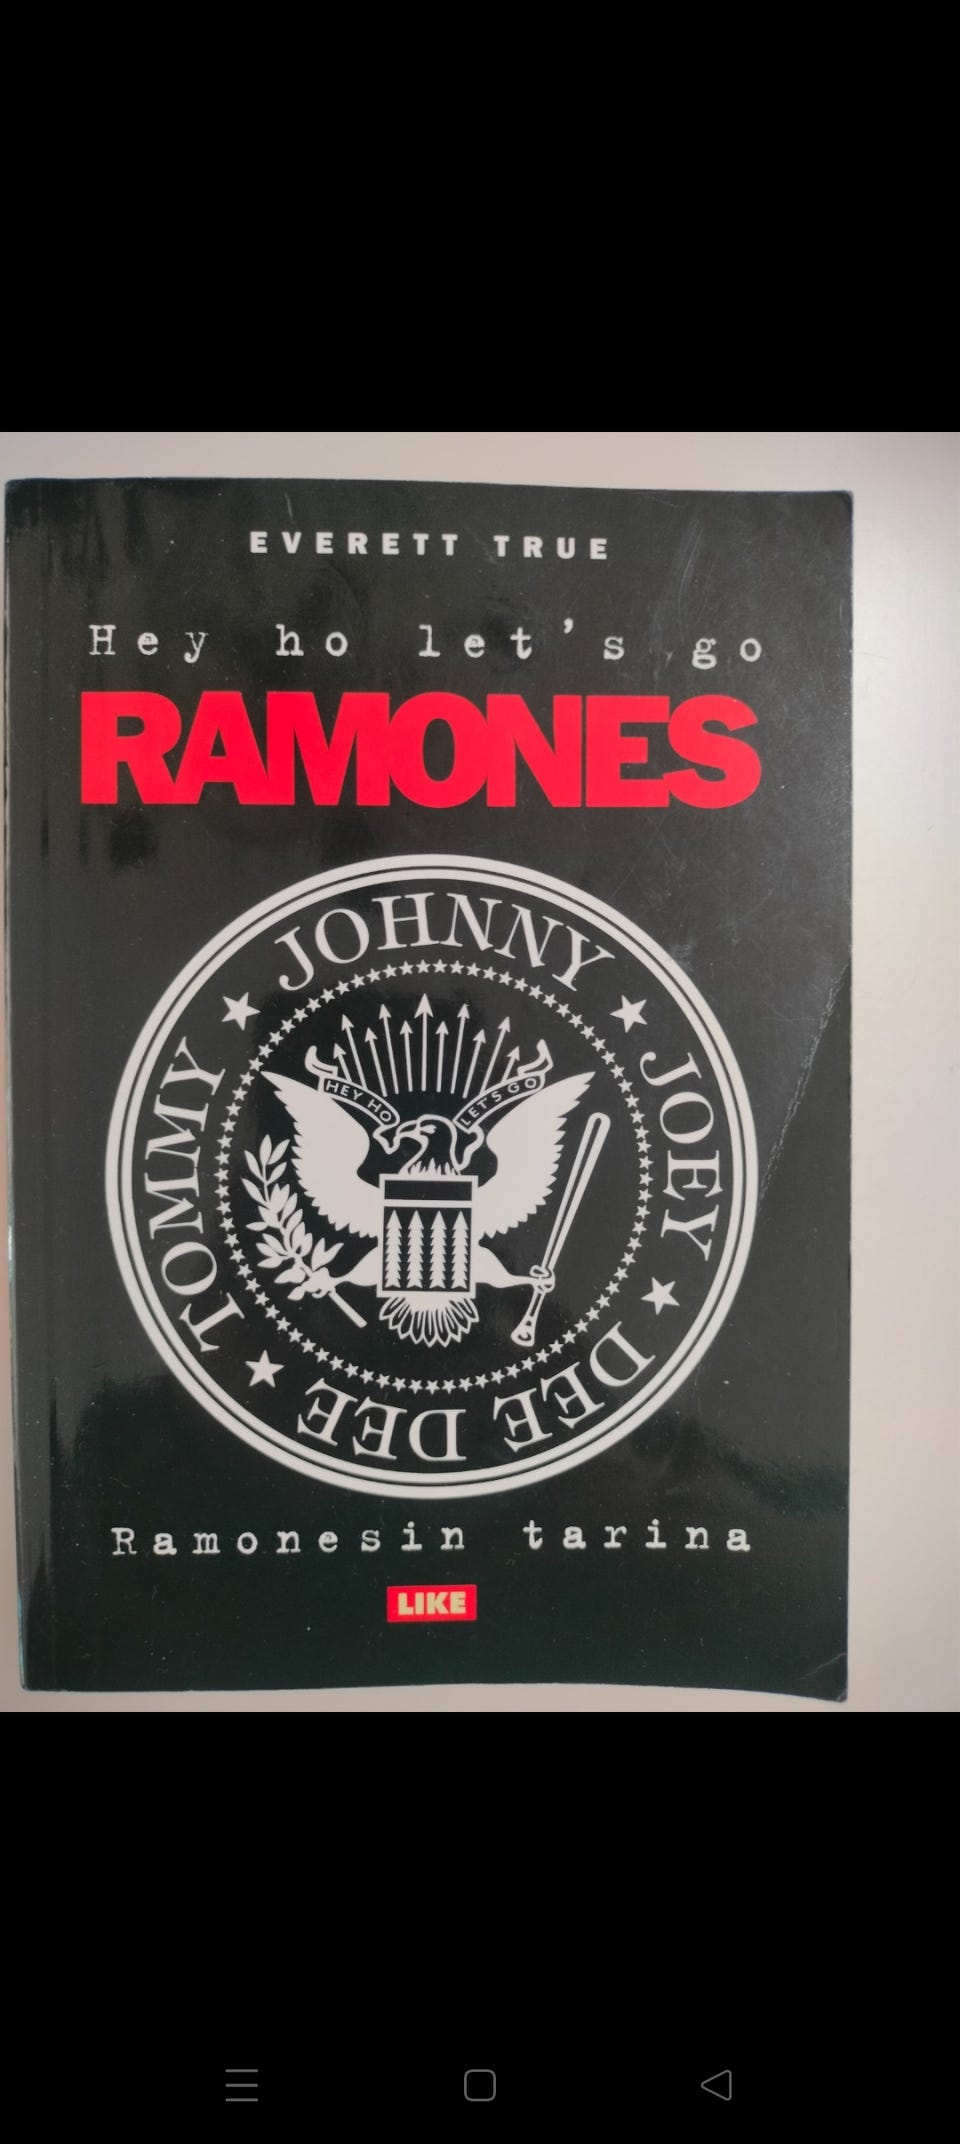 EVERETT TRUE
Hey ho let's go
RAMONES
JOHNNY
JOEY
DEE DEE
TOMMY
HEY HO
LET'S GO
Ramonesin tarina
LIKE